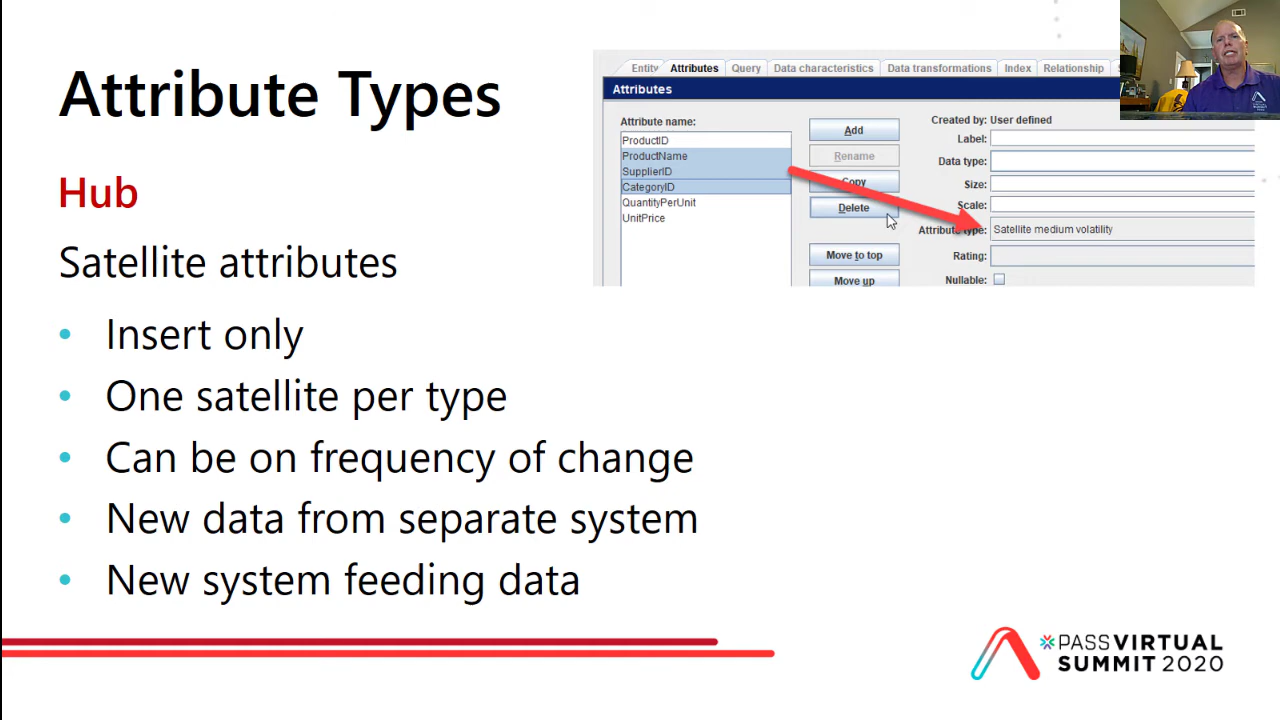 Attribute Types
Hub
Satellite attributes
• Insert only
• One satellite per type
• Can be on frequency of change
• New data from separate system
• New system feeding data
Entity Attributes Query Data characteristics Data transformations Index Relationship
Attributes
Attribute name:
ProductID
ProductName
SupplierID
CategoryID
QuantityPerUnit
UnitPrice
Add
Rename
Copy
Delete
Move to top
Move up
Created by: User defined
Label:
Data type:
Size:
Scale:
Attribute type: Satellite medium volatility
Rating:
Nullable:
PASS VIRTUAL
SUMMIT 2020